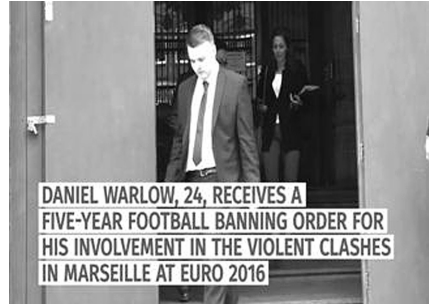 DANIEL WARLOW, 24, RECEIVES A
FIVE-YEAR FOOTBALL BANNING ORDER FOR
HIS INVOLVEMENT IN THE VIOLENT CLASHES
IN MARSEILLE AT EURO 2016